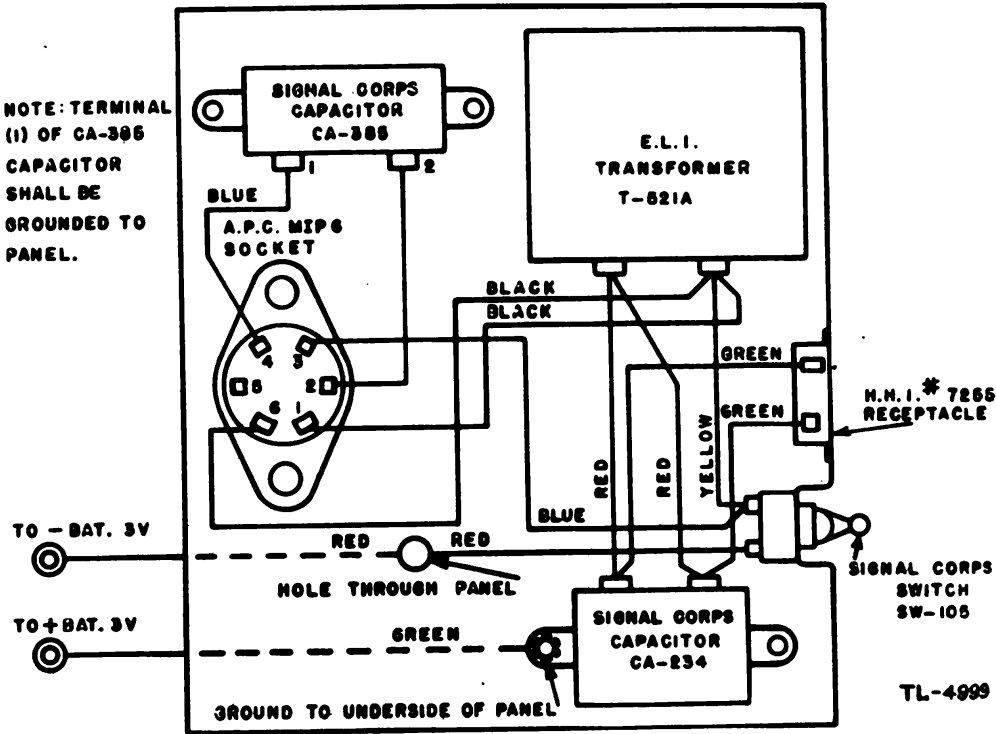 NOTE: TERMINAL
(1) OF CA-385
CAPACITOR
SHALL BE
GROUNDED TO
PANEL.
SIGNAL CORPS
CAPACITOR
CA-385
1
2
BLUE
A.P.C. MIP6
SOCKET
4
3
5
2
6
1
E.L.I.
TRANSFORMER
T-521A
BLACK
BLACK
GREEN
GREEN
H.H.I. # 7255
RECEPTACLE
RED
RED
YELLOW
BLUE
TO - BAT. 3V
RED
RED
HOLE THROUGH PANEL
SIGNAL CORPS
SWITCH
SW-105
TO + BAT. 3V
GREEN
SIGNAL CORPS
CAPACITOR
CA-234
GROUND TO UNDERSIDE OF PANEL
TL-4999